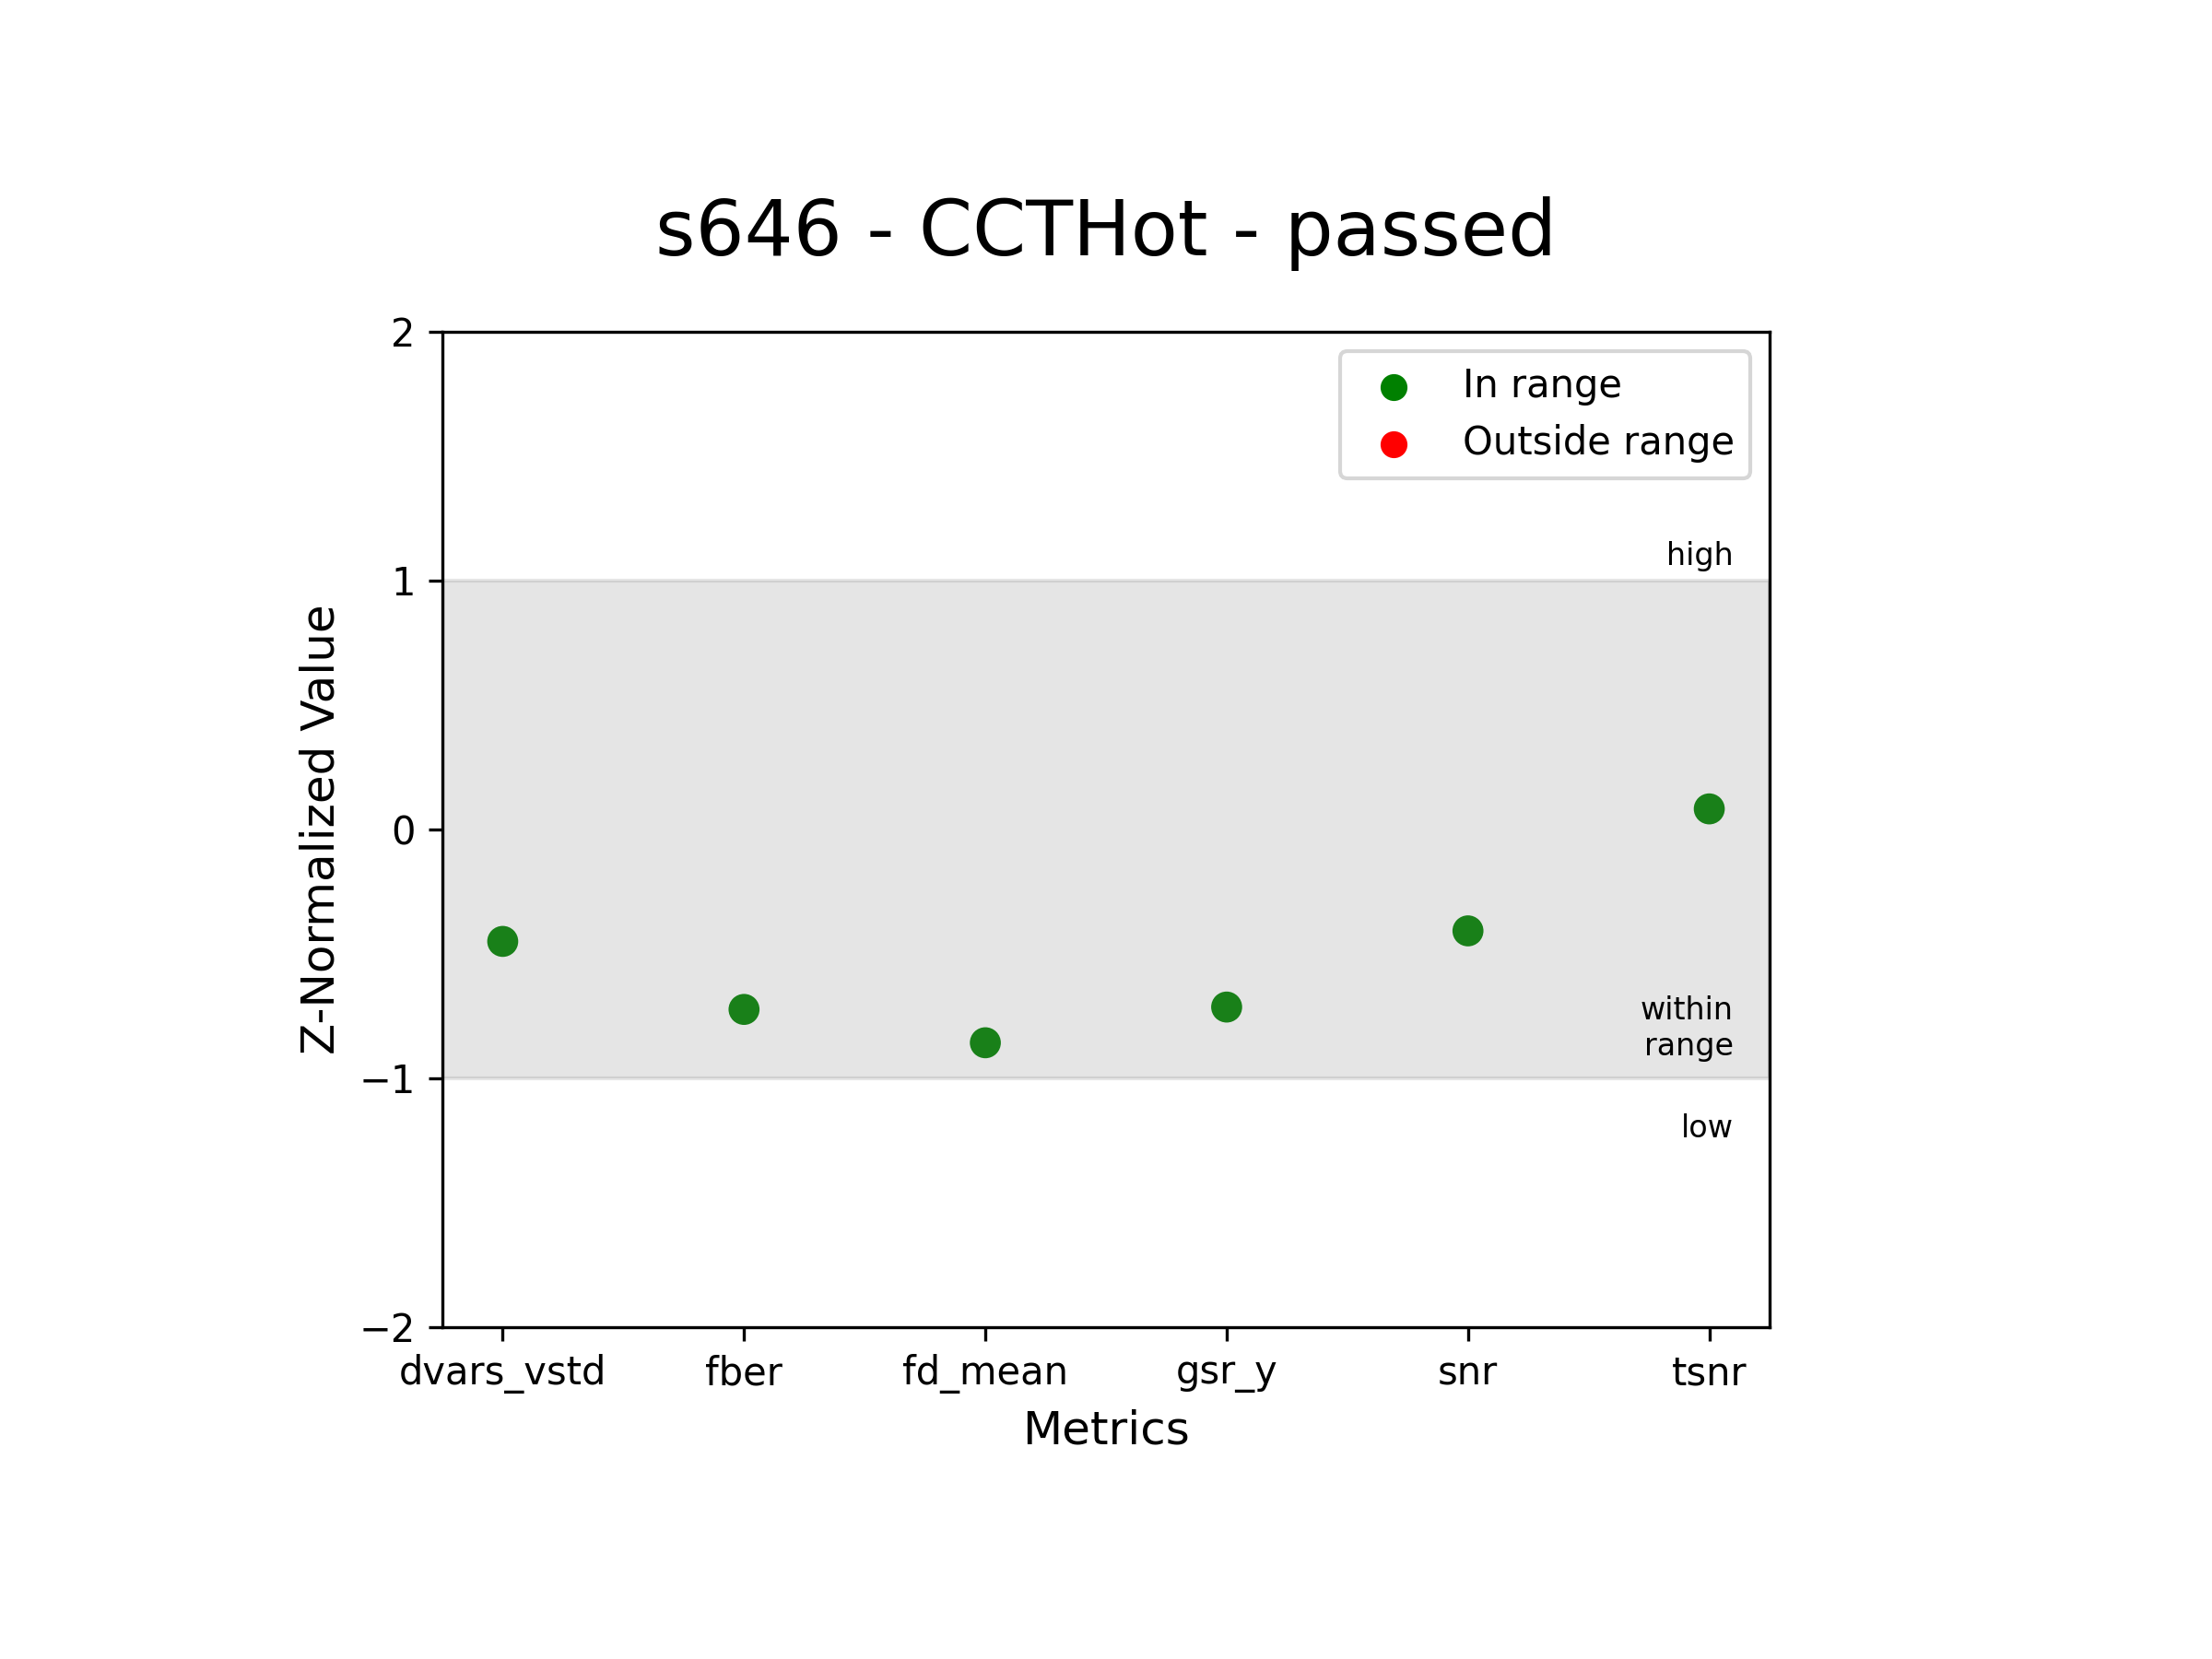 s646 - CCTHot - passed
2
In range
Outside range
high
1
Z-Normalized Value
0
within
range
−1
low
−2
dvars_vstd fber fd_mean gsr_y snr tsnr
Metrics